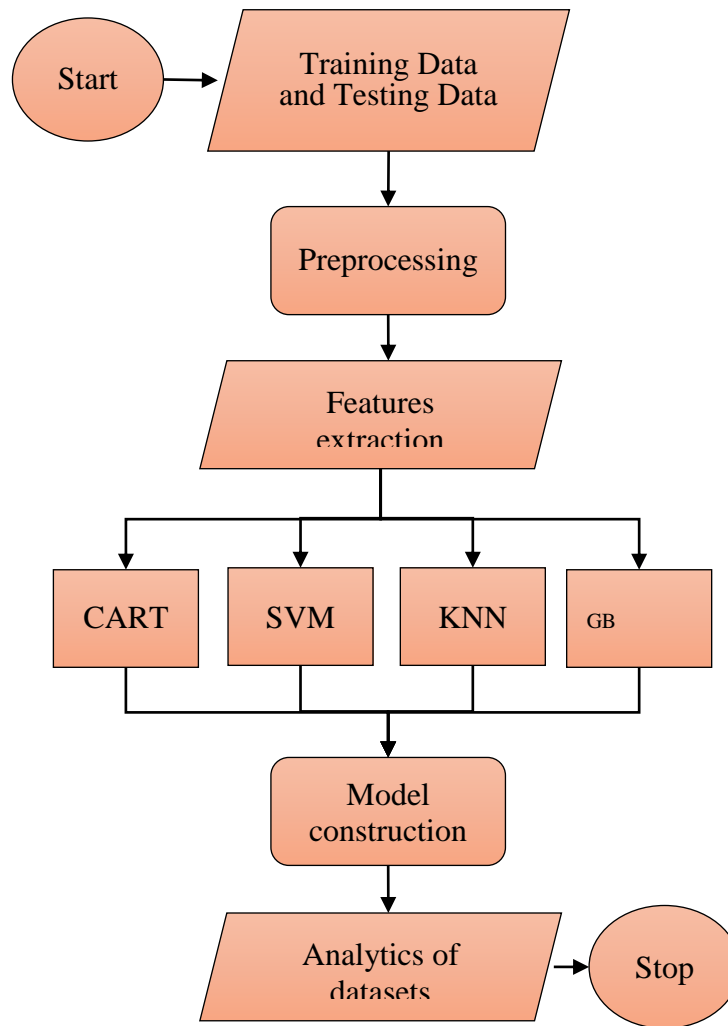 Start
Training Data
and Testing Data
Preprocessing
Features
extraction
CART
SVM
KNN
GB
Model
construction
Analytics of
datasets
Stop